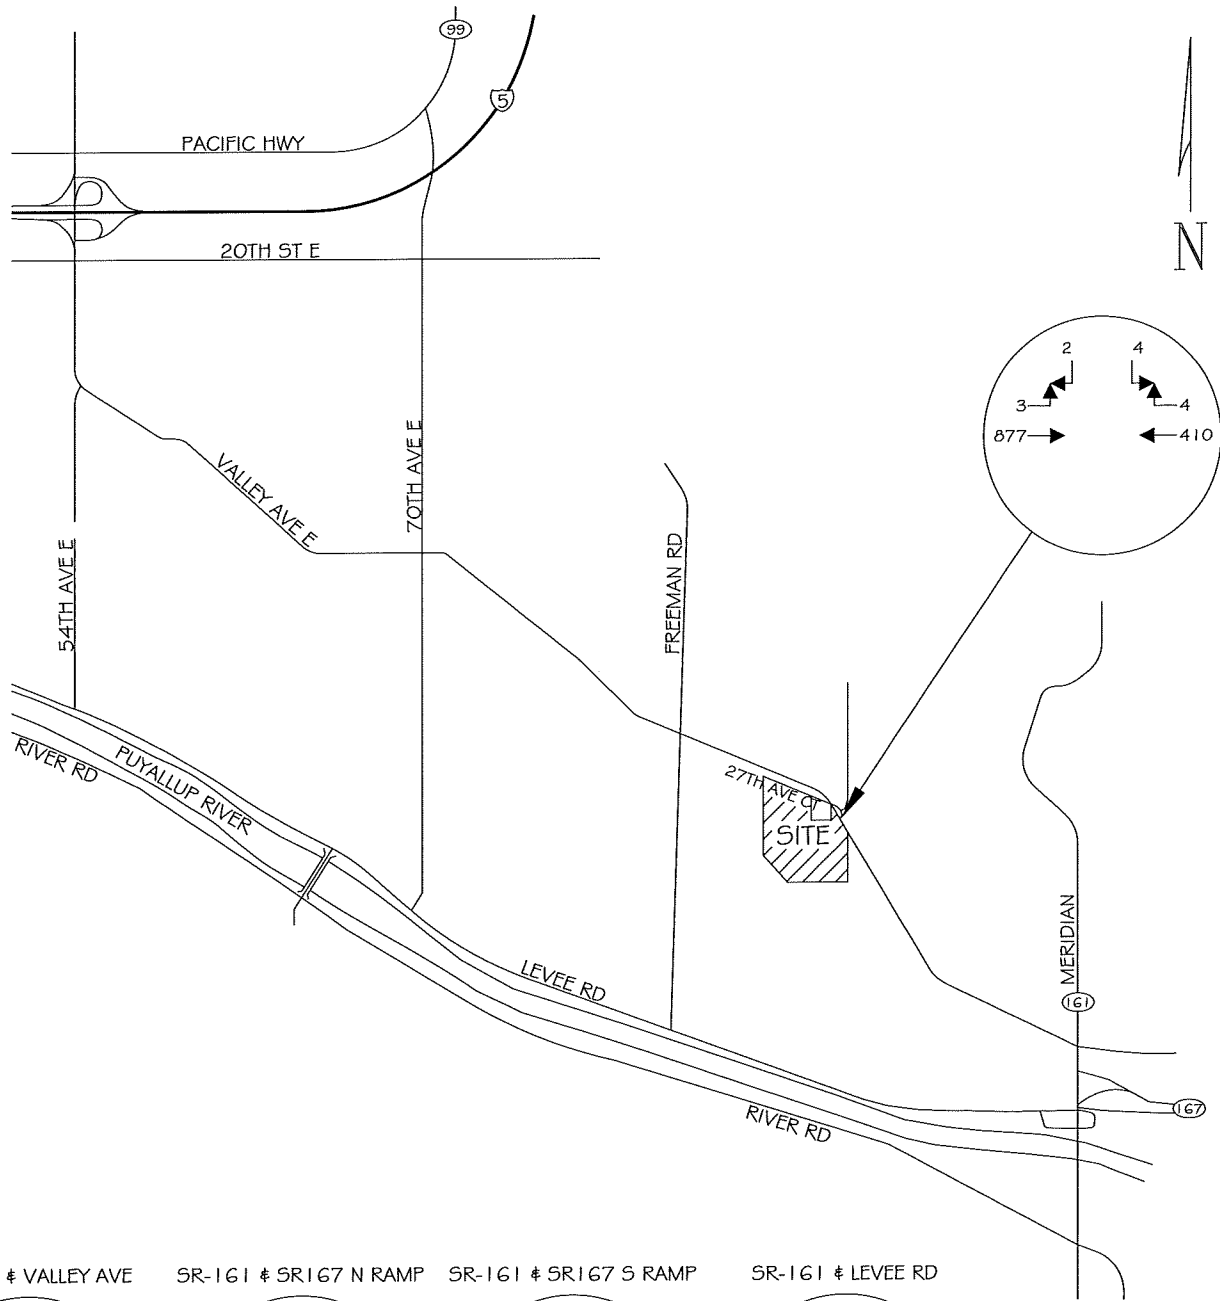 99
5
PACIFIC HWY
20TH ST E
N
2 4
3 4
877 410
VALLEY AVE E
70TH AVE E
54TH AVE E
FREEMAN RD
27TH AVE CT
SITE
RIVER RD
PUYALLUP RIVER
LEVEE RD
MERIDIAN
161
167
RIVER RD
& VALLEY AVE
SR-161 & SR167 N RAMP
SR-161 & SR167 S RAMP
SR-161 & LEVEE RD